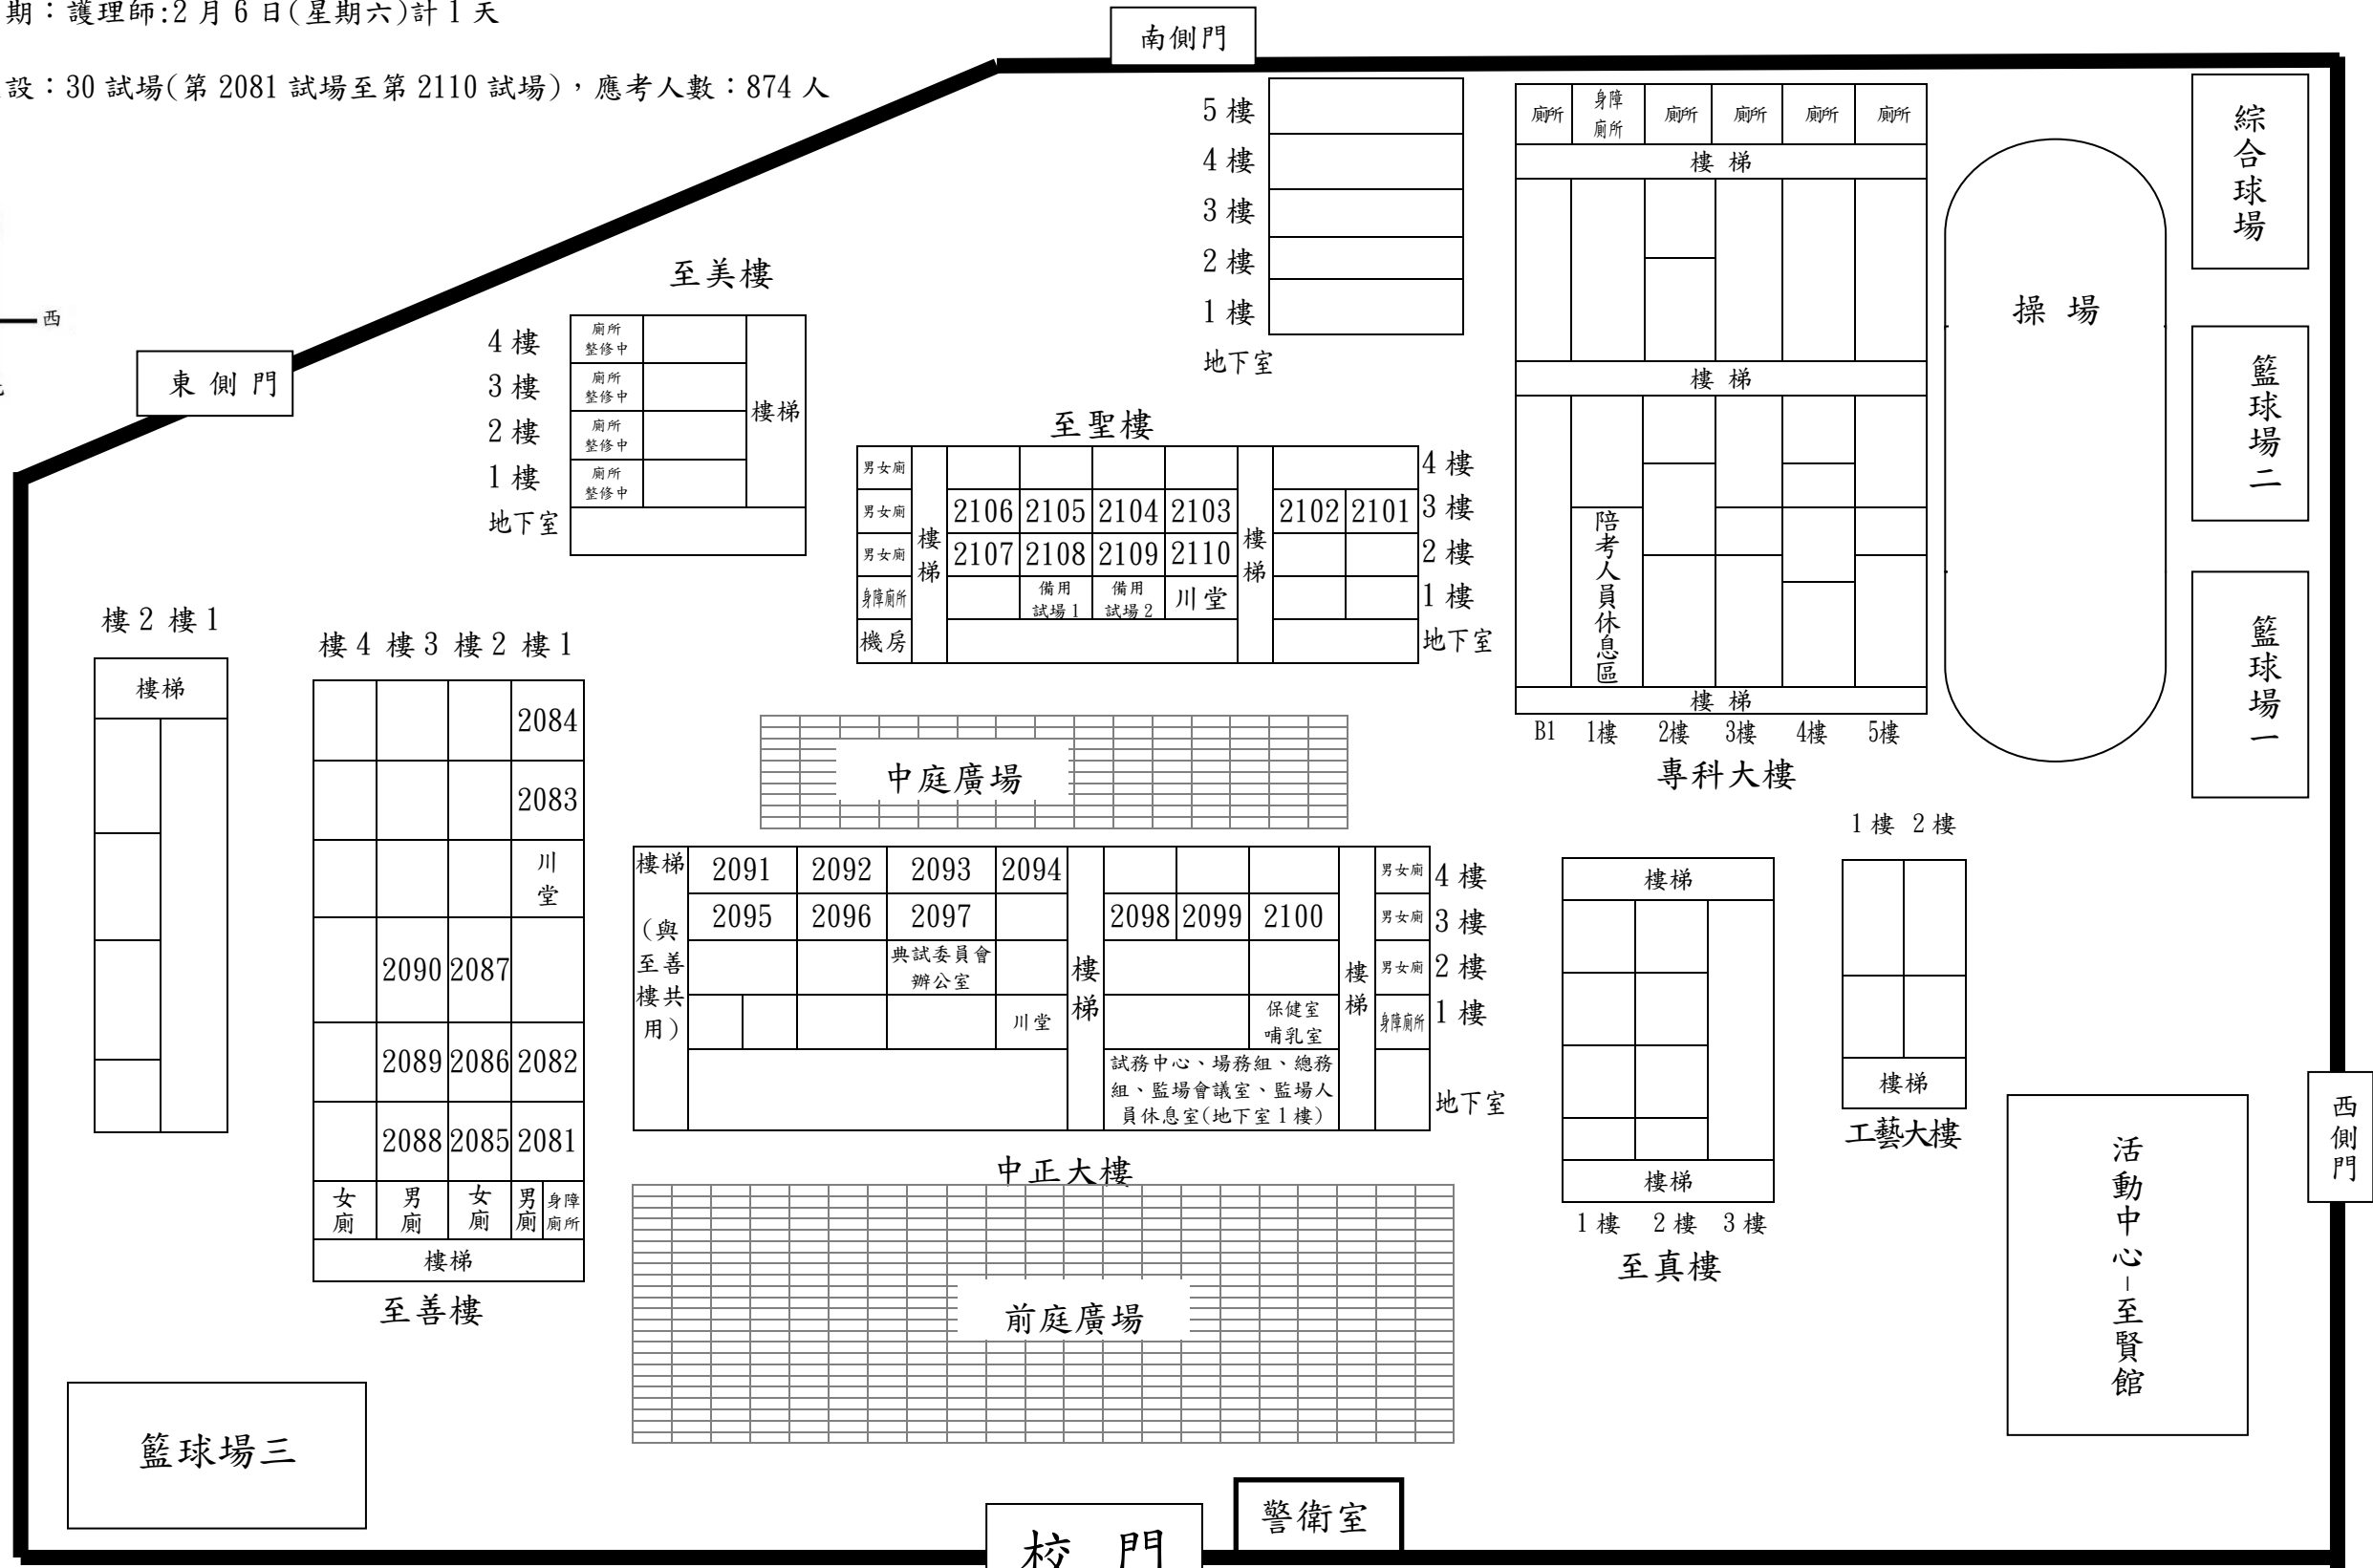 期：護理師:2 月 6 日(星期六)計 1 天
設：30 試場(第 2081 試場至第 2110 試場)，應考人數：874 人
西
南側門
東 側 門
5 樓
4 樓
3 樓
2 樓
1 樓
地下室
廁所 身障廁所 廁所 廁所 廁所 廁所
樓 梯
樓 梯
陪考人員休息區
樓 梯
B1 1樓 2樓 3樓 4樓 5樓
專科大樓
操 場
綜合球場
籃球場二
籃球場一
至美樓
4 樓 廁所整修中
3 樓 廁所整修中
2 樓 廁所整修中
1 樓 廁所整修中
地下室
樓梯
至聖樓
男女廁 4 樓
男女廁 2106 2105 2104 2103 2102 2101 3 樓
男女廁 樓梯 2107 2108 2109 2110 樓梯 2 樓
身障廁所 備用試場 1 備用試場 2 川堂 1 樓
機房 地下室
樓 2 樓 1
樓梯
樓 4 樓 3 樓 2 樓 1
2084
2083
川堂
2090 2087
2089 2086 2082
2088 2085 2081
女廁 男廁 女廁 男廁 身障廁所
樓梯
至善樓
籃球場三
中庭廣場
樓梯
(與至善樓共用)
2091 2092 2093 2094 男女廁 4 樓
2095 2096 2097 2098 2099 2100 男女廁 3 樓
典試委員會
辦公室
樓梯
樓梯
男女廁 2 樓
川堂
保健室
哺乳室
身障廁所 1 樓
試務中心、場務組、總務
組、監場會議室、監場人
員休息室(地下室 1 樓)
地下室
中正大樓
前庭廣場
樓梯
樓梯
1 樓 2 樓 3 樓
至真樓
1 樓 2 樓
樓梯
工藝大樓
活動中心-至賢館
西側門
警衛室
校 門